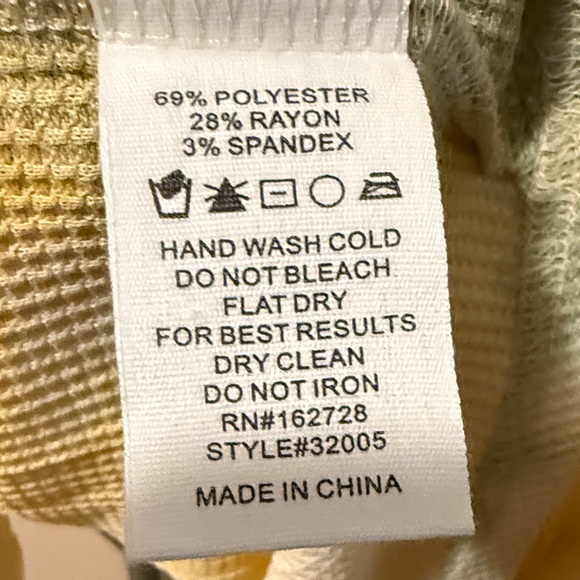 69% POLYESTER
28% RAYON
3% SPANDEX
HAND WASH COLD
DO NOT BLEACH
FLAT DRY
FOR BEST RESULTS
DRY CLEAN
DO NOT IRON
RN#162728
STYLE#32005
MADE IN CHINA